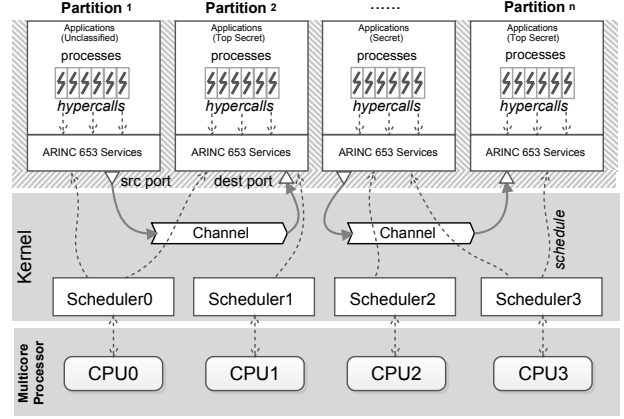 Partition 1 Partition 2 ...... Partition n
Applications (Unclassified)
processes
hypercalls
ARINC 653 Services
Applications (Top Secret)
processes
hypercalls
ARINC 653 Services
Applications (Secret)
processes
hypercalls
ARINC 653 Services
Applications (Top Secret)
processes
hypercalls
ARINC 653 Services
src port dest port
Channel Channel
Kernel
schedule
Scheduler0 Scheduler1 Scheduler2 Scheduler3
Multicore
Processor
CPU0 CPU1 CPU2 CPU3